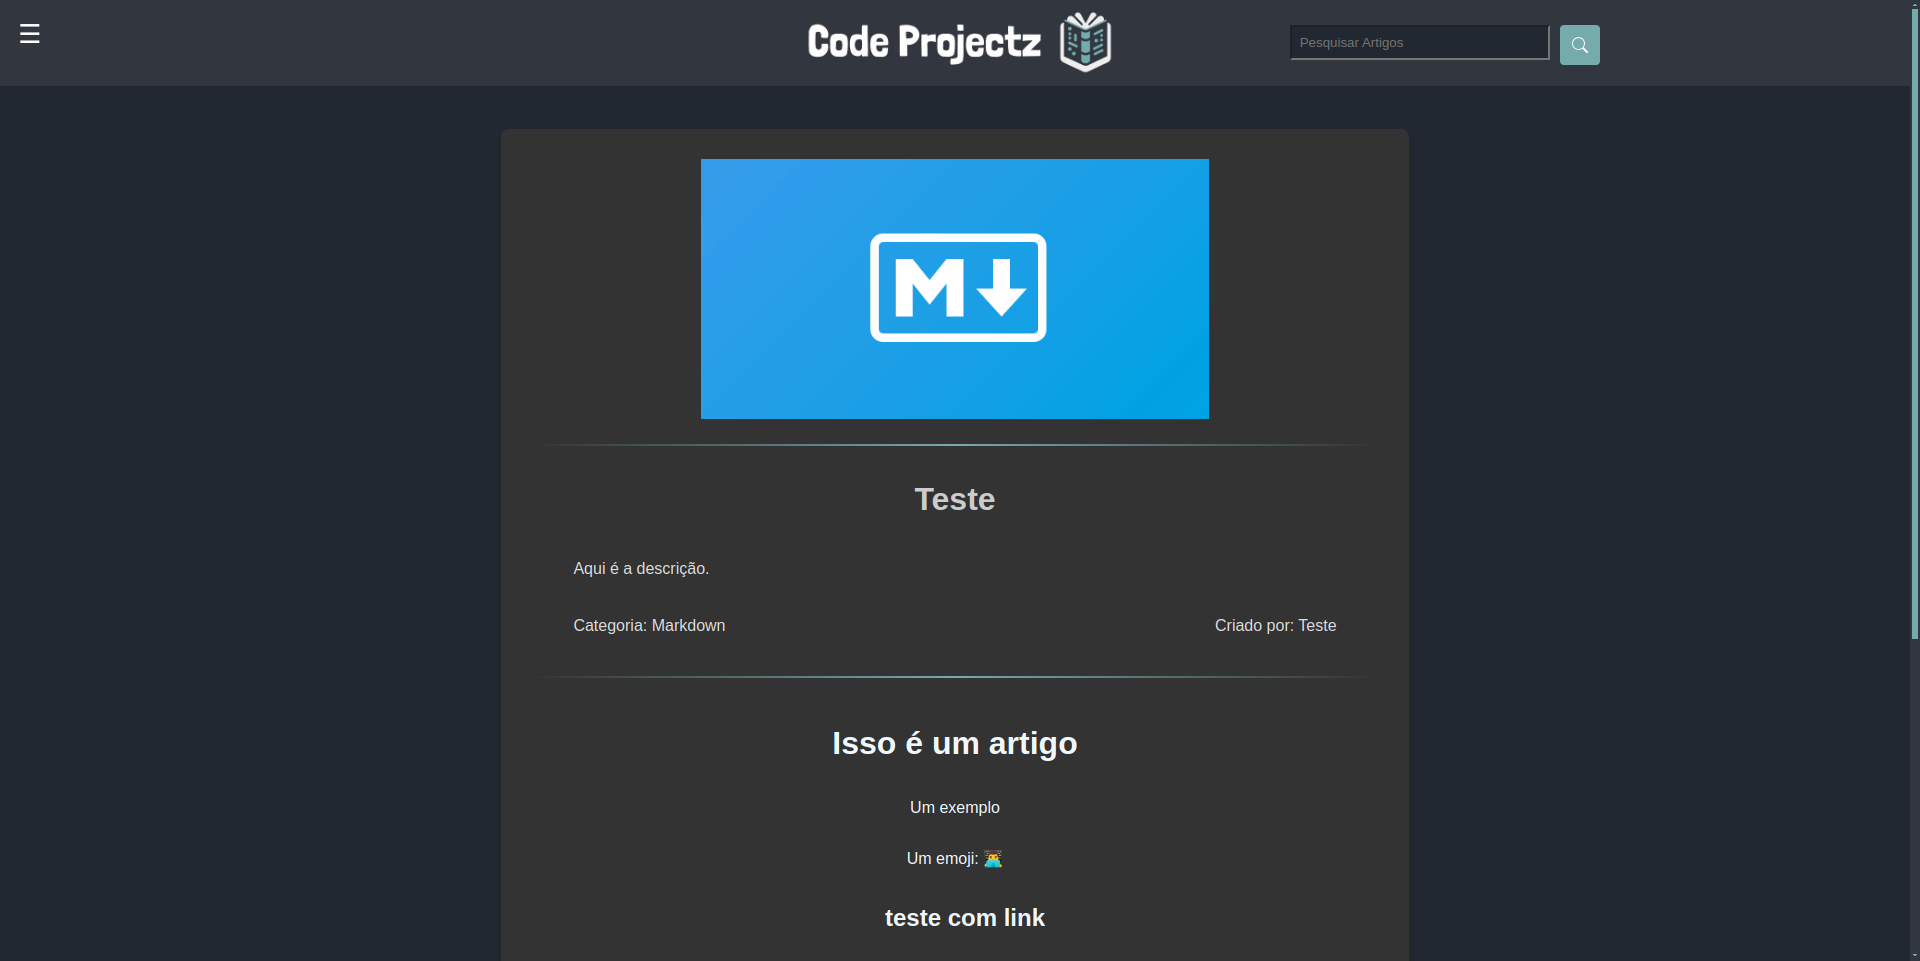 ☰
Code Projectz
Pesquisar Artigos
M
Teste
Aqui é a descrição.
Categoria: Markdown
Criado por: Teste
Isso é um artigo
Um exemplo
Um emoji: 👨‍💻
teste com link